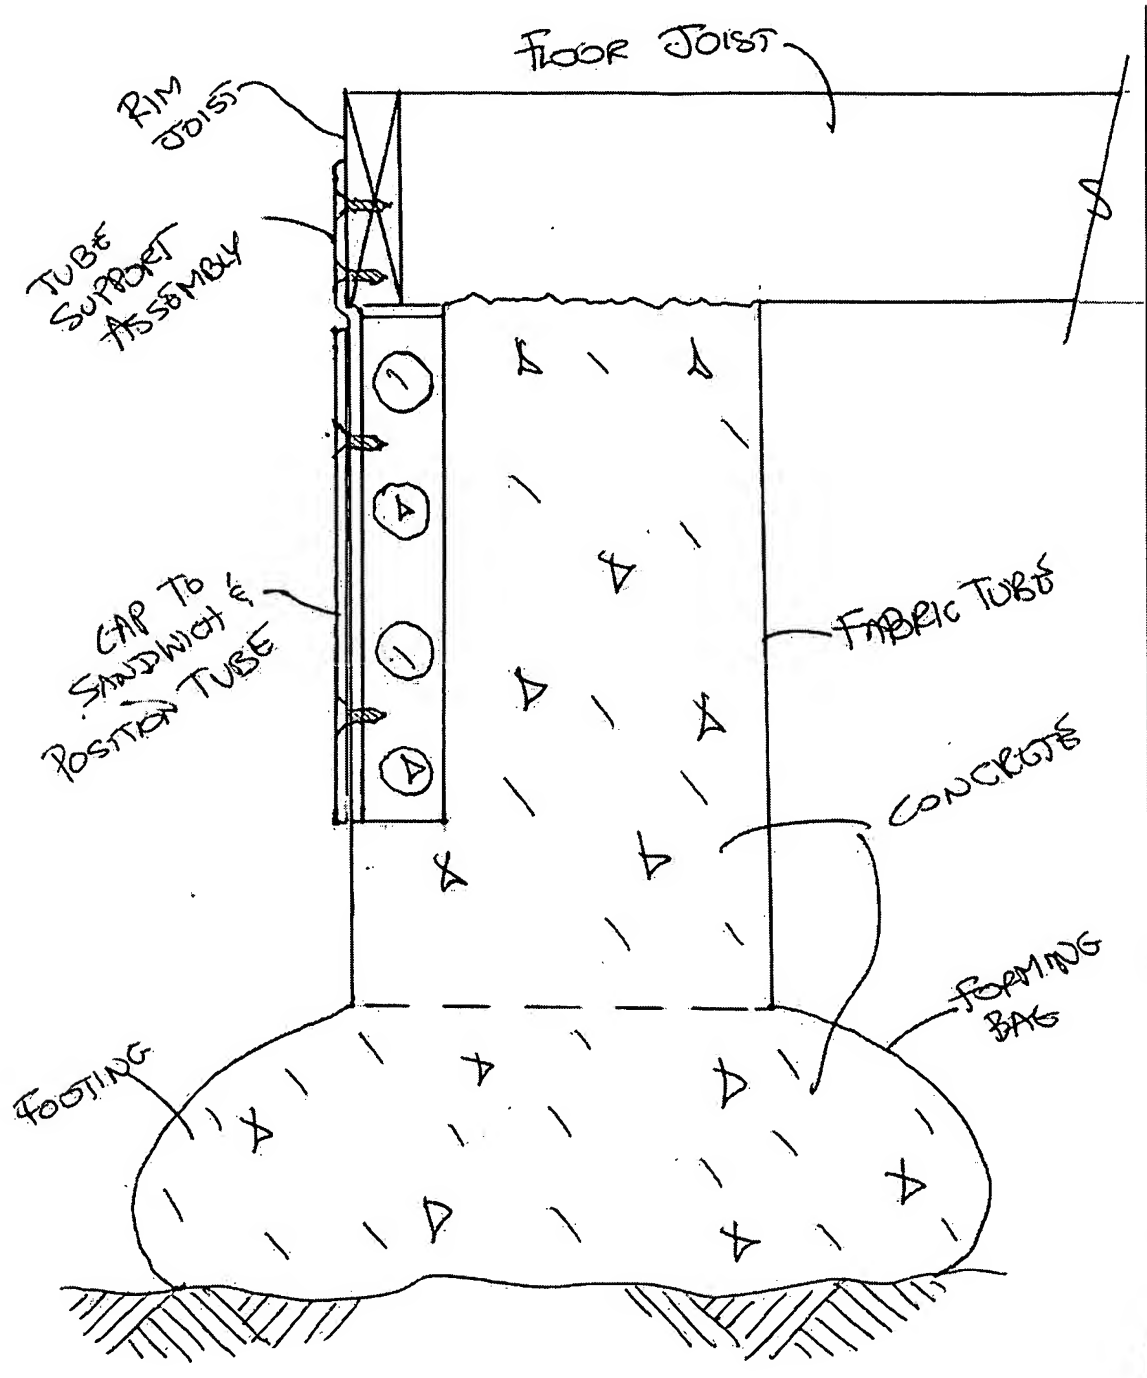 FLOOR JOIST
RIM
JOIST
TUBE
SUPPORT
ASSEMBLY
CAP TO
SANDWICH &
POSITION TUBE
FABRIC TUBE
CONCRETE
FORMING
BAG
FOOTING